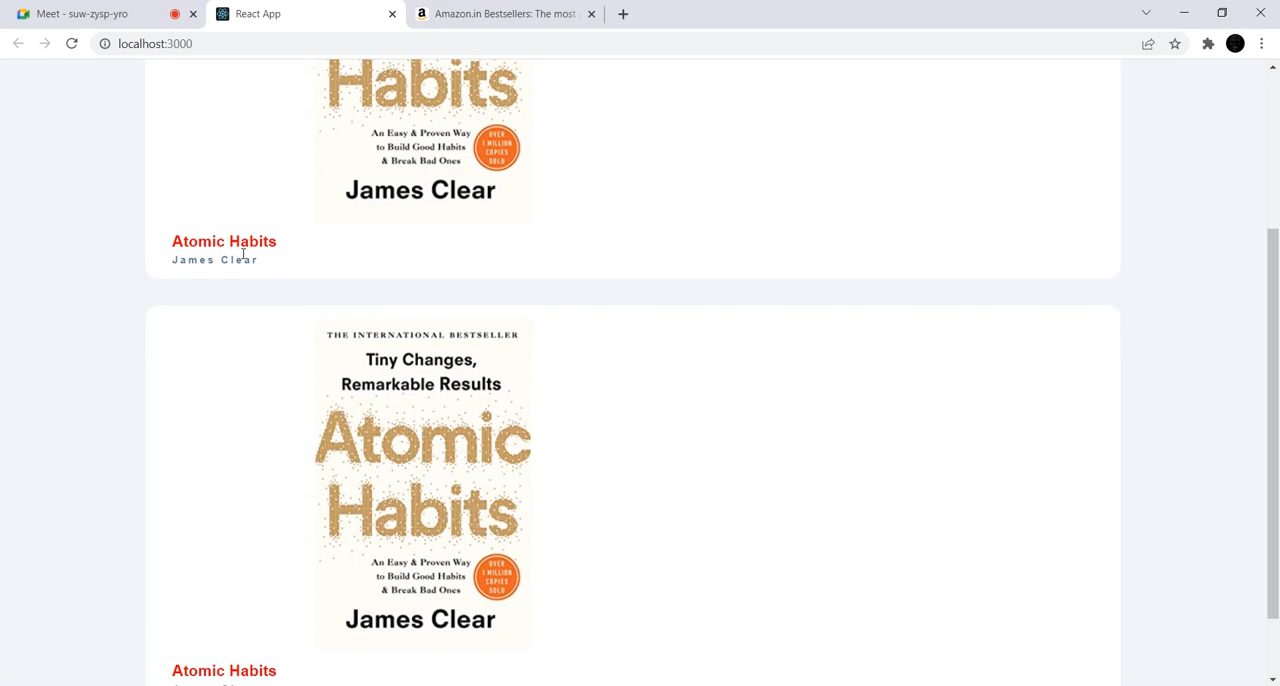 Meet - suw-zysp-yro
React App
Amazon.in Bestsellers: The most
localhost:3000
Habits
An Easy & Proven Way
to Build Good Habits
& Break Bad Ones
OVER
1 MILLION
COPIES
SOLD
James Clear
Atomic Habits
James Clear
THE INTERNATIONAL BESTSELLER
Tiny Changes,
Remarkable Results
Atomic
Habits
An Easy & Proven Way
to Build Good Habits
& Break Bad Ones
OVER
1 MILLION
COPIES
SOLD
James Clear
Atomic Habits